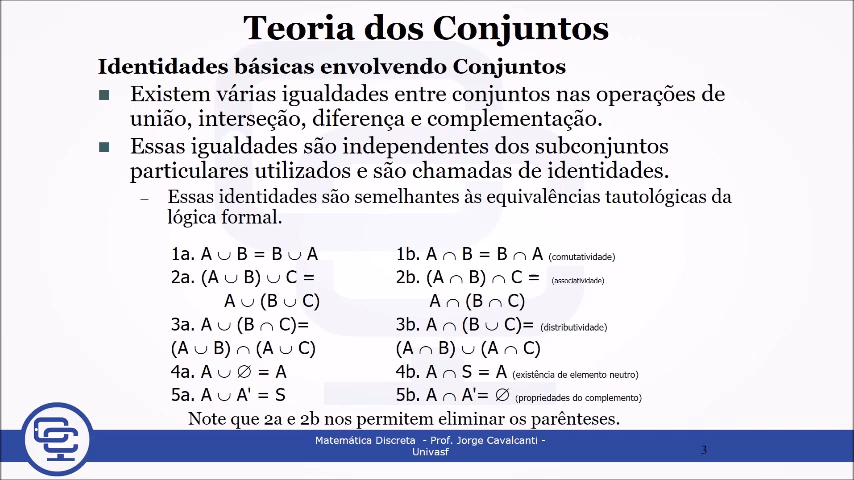 Teoria dos Conjuntos
Identidades básicas envolvendo Conjuntos
Existem várias igualdades entre conjuntos nas operações de
união, interseção, diferença e complementação.
Essas igualdades são independentes dos subconjuntos
particulares utilizados e são chamadas de identidades.
– Essas identidades são semelhantes às equivalências tautológicas da
lógica formal.
1a. A ∪ B = B ∪ A 1b. A ∩ B = B ∩ A (comutatividade)
2a. (A ∪ B) ∪ C = 2b. (A ∩ B) ∩ C = (associatividade)
A ∪ (B ∪ C) A ∩ (B ∩ C)
3a. A ∪ (B ∩ C)= 3b. A ∩ (B ∪ C)= (distributividade)
(A ∪ B) ∩ (A ∪ C) (A ∩ B) ∪ (A ∩ C)
4a. A ∪ ∅ = A 4b. A ∩ S = A (existência de elemento neutro)
5a. A ∪ A' = S 5b. A ∩ A'= ∅ (propriedades do complemento)
Note que 2a e 2b nos permitem eliminar os parênteses.
Matemática Discreta - Prof. Jorge Cavalcanti -
Univasf
3